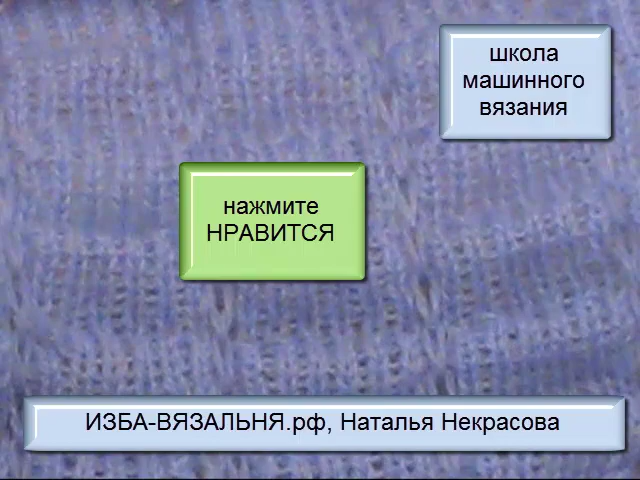 школа
машинного
вязания
нажмите
НРАВИТСЯ
ИЗБА-ВЯЗАЛЬНЯ.рф, Наталья Некрасова